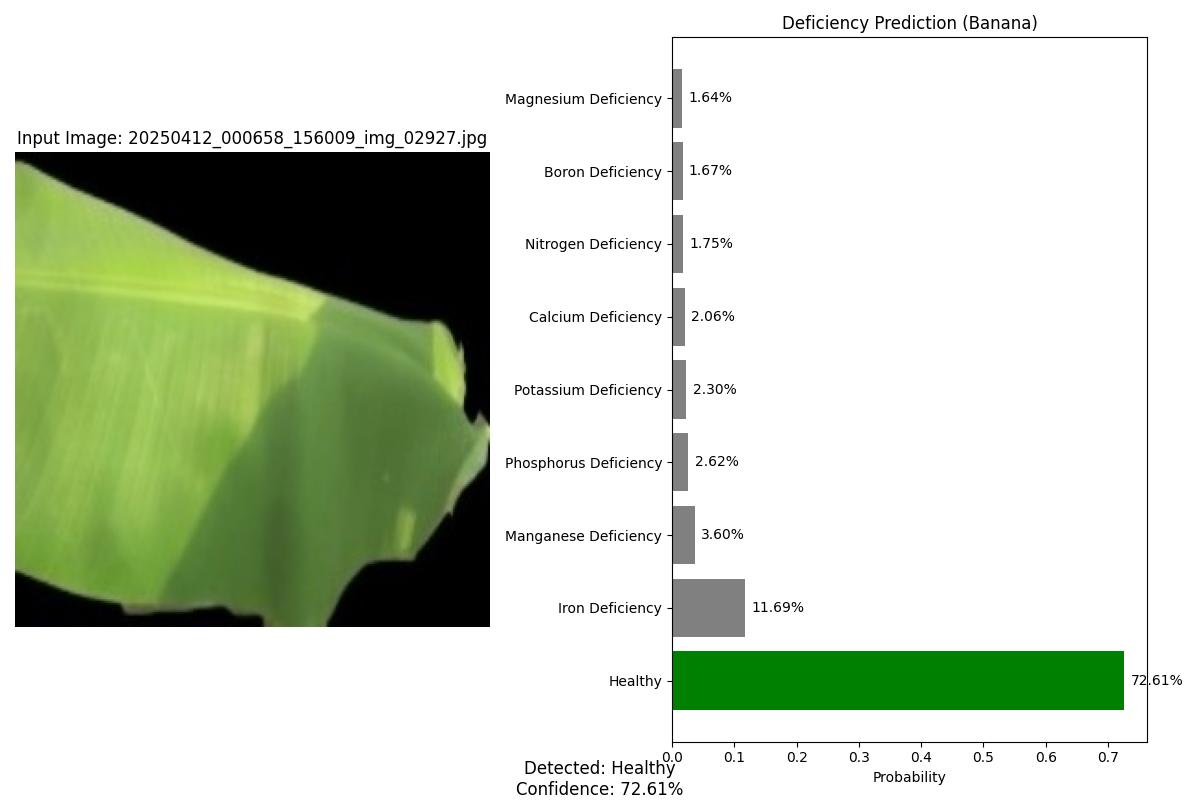 Deficiency Prediction (Banana)
Input Image: 20250412_000658_156009_img_02927.jpg
Magnesium Deficiency 1.64%
Boron Deficiency 1.67%
Nitrogen Deficiency 1.75%
Calcium Deficiency 2.06%
Potassium Deficiency 2.30%
Phosphorus Deficiency 2.62%
Manganese Deficiency 3.60%
Iron Deficiency 11.69%
Healthy 72.61%
0.0 0.1 0.2 0.3 0.4 0.5 0.6 0.7
Probability
Detected: Healthy
Confidence: 72.61%